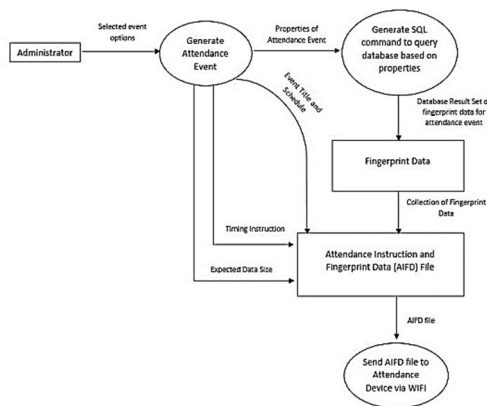 Selected event
options
Administrator
Generate
Attendance
Event
Properties of
Attendance Event
Generate SQL
command to query
database based on
properties
Event Title and
Schedule
Database Result Set o
fingerprint data for
attendance event
Fingerprint Data
Collection of Fingerprint
Data
Timing Instruction
Expected Data Size
Attendance Instruction and
Fingerprint Data (AIFD) File
AIFD file
Send AIFD file to
Attendance
Device via WIFI